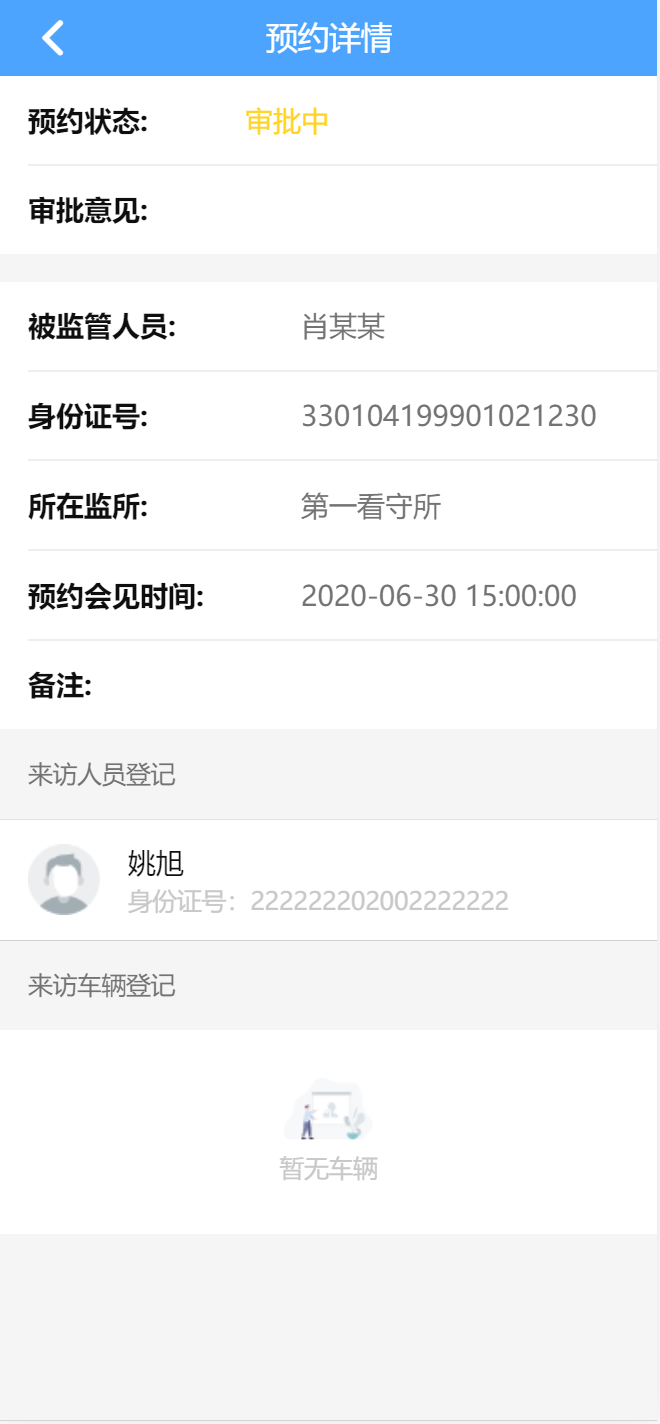 预约详情
预约状态: 审批中
审批意见:
被监管人员: 肖某某
身份证号: 330104199901021230
所在监所: 第一看守所
预约会见时间: 2020-06-30 15:00:00
备注:
来访人员登记
姚旭
身份证号：222222202002222222
来访车辆登记
暂无车辆